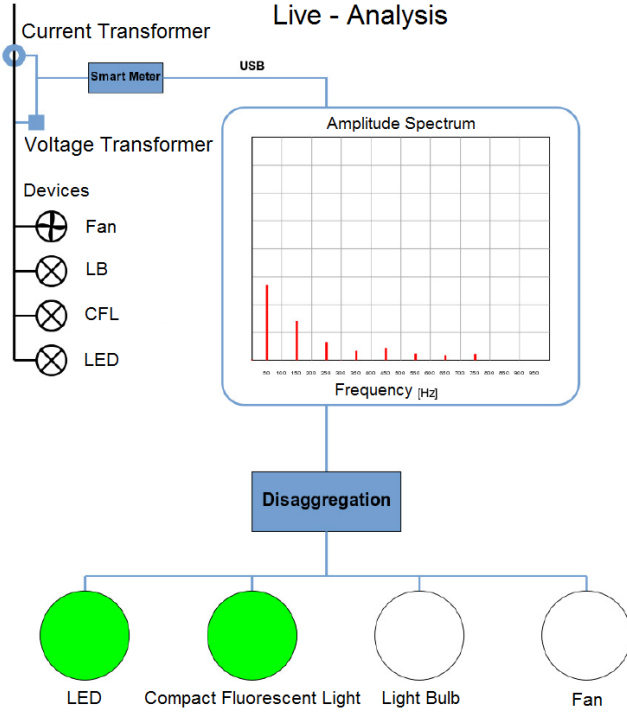 Live - Analysis
Current Transformer
Smart Meter
USB
Voltage Transformer
Amplitude Spectrum
Devices
Fan
LB
CFL
LED
50 100 150 200 250 300 350 400 450 500 550 600 650 700 750 800 850 900 950
Frequency [Hz]
Disaggregation
LED
Compact Fluorescent Light
Light Bulb
Fan